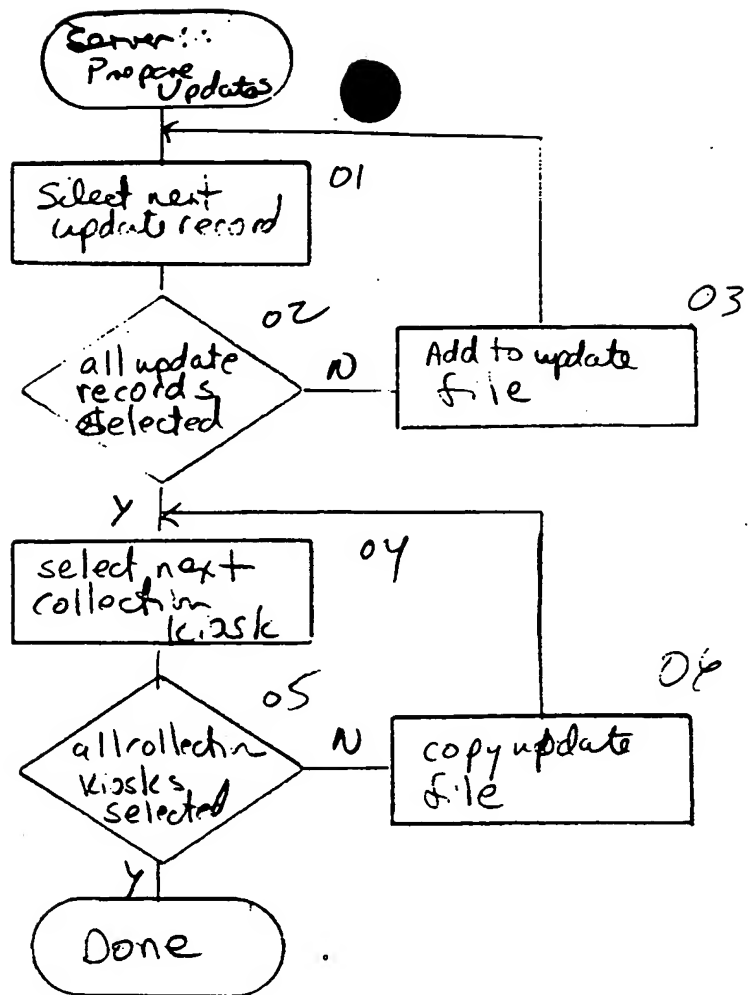 Server::
Prepare
Updates
01
Select next
update record
02
all update
records
selected
N
03
Add to update
file
Y
04
select next
collection
kiosk
05
all collection
kiosks
selected
N
06
copy update
file
Y
Done